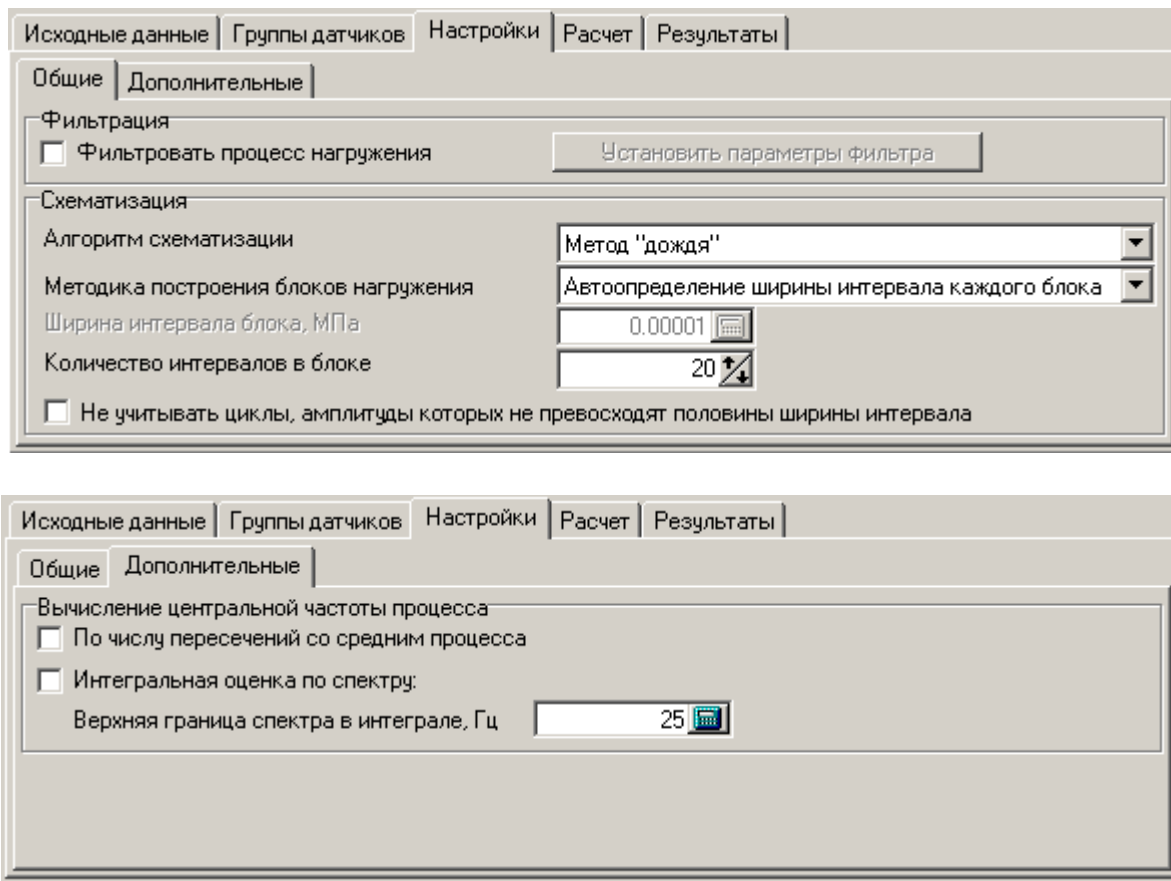 Исходные данные Группы датчиков Настройки Расчет Результаты
Общие Дополнительные
Фильтрация
Фильтровать процесс нагружения Установить параметры фильтра
Схематизация
Алгоритм схематизации Метод "дождя"
Методика построения блоков нагружения Автоопределение ширины интервала каждого блока
Ширина интервала блока, МПа 0.00001
Количество интервалов в блоке 20
Не учитывать циклы, амплитуды которых не превосходят половины ширины интервала
Исходные данные Группы датчиков Настройки Расчет Результаты
Общие Дополнительные
Вычисление центральной частоты процесса
По числу пересечений со средним процесса
Интегральная оценка по спектру:
Верхняя граница спектра в интеграле, Гц 25